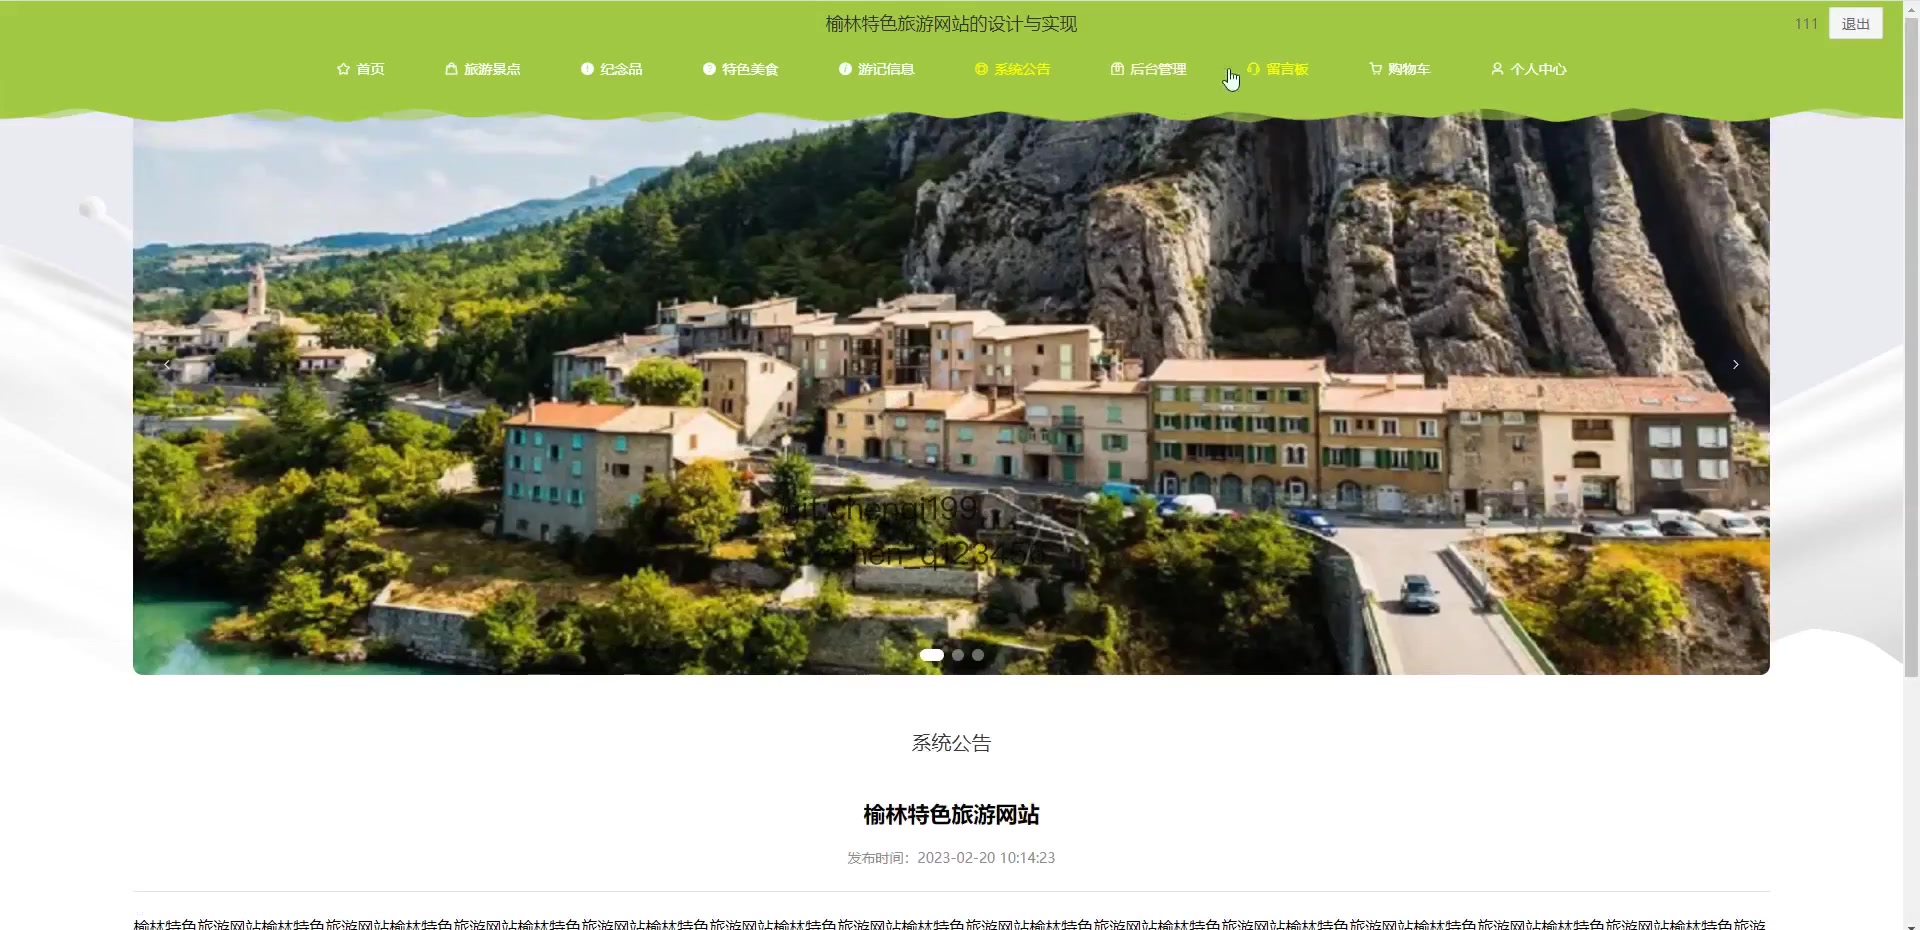 榆林特色旅游网站的设计与实现
111 退出
首页 旅游景点 纪念品 特色美食 游记信息 系统公告 后台管理 留言板 购物车 个人中心
git:chenqi199
系统公告
榆林特色旅游网站
发布时间：2023-02-20 10:14:23
榆林特色旅游网站榆林特色旅游网站榆林特色旅游网站榆林特色旅游网站榆林特色旅游网站榆林特色旅游网站榆林特色旅游网站榆林特色旅游网站榆林特色旅游网站榆林特色旅游网站榆林特色旅游网站榆林特色旅游网站榆林特色旅游